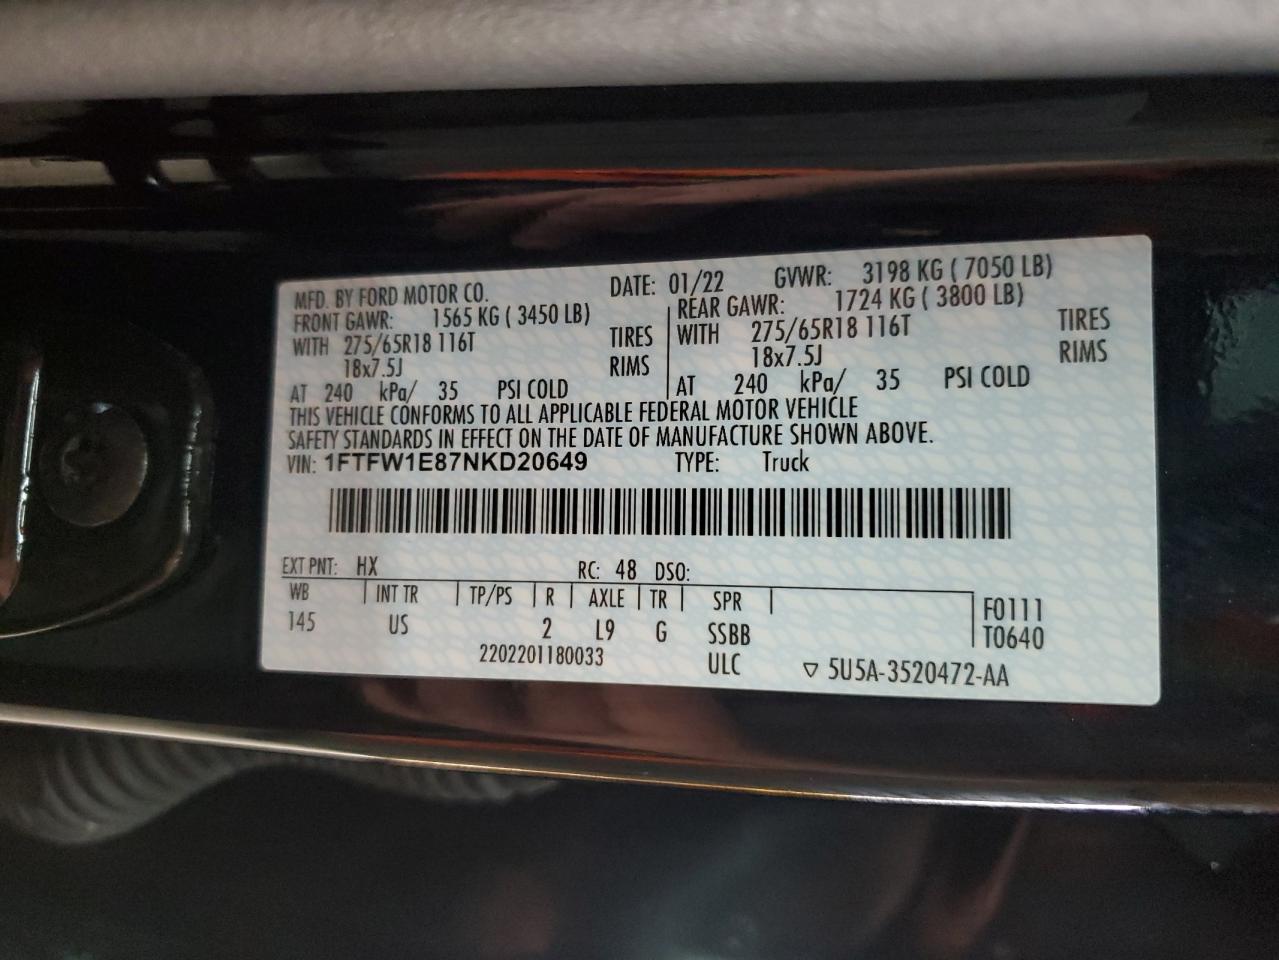 MFD. BY FORD MOTOR CO. DATE: 01/22 GVWR: 3198 KG ( 7050 LB)
FRONT GAWR: 1565 KG ( 3450 LB) REAR GAWR: 1724 KG ( 3800 LB)
WITH 275/65R18 116T TIRES WITH 275/65R18 116T TIRES
18x7.5J RIMS 18x7.5J RIMS
AT 240 kPa/ 35 PSI COLD AT 240 kPa/ 35 PSI COLD
THIS VEHICLE CONFORMS TO ALL APPLICABLE FEDERAL MOTOR VEHICLE
SAFETY STANDARDS IN EFFECT ON THE DATE OF MANUFACTURE SHOWN ABOVE.
VIN: 1FTFW1E87NKD20649 TYPE: Truck
EXT PNT: HX RC: 48 DSO:
WB INT TR TP/PS R AXLE TR SPR F0111
145 US 2 L9 G SSBB T0640
2202201180033 ULC ▽ 5U5A-3520472-AA